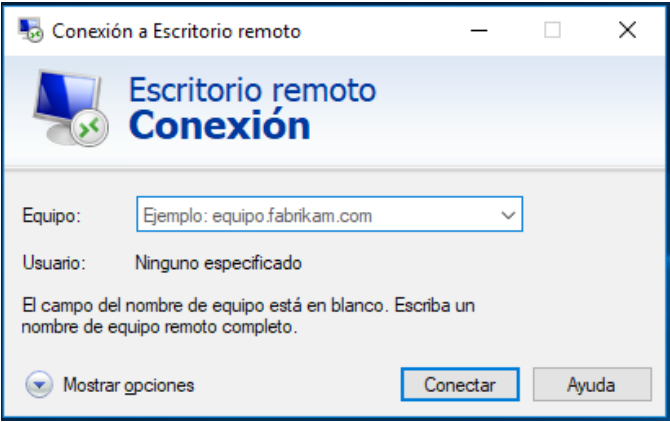 Conexión a Escritorio remoto
Escritorio remoto
Conexión
Equipo: Ejemplo: equipo.fabrikam.com
Usuario: Ninguno especificado
El campo del nombre de equipo está en blanco. Escriba un
nombre de equipo remoto completo.
Mostrar opciones Conectar Ayuda